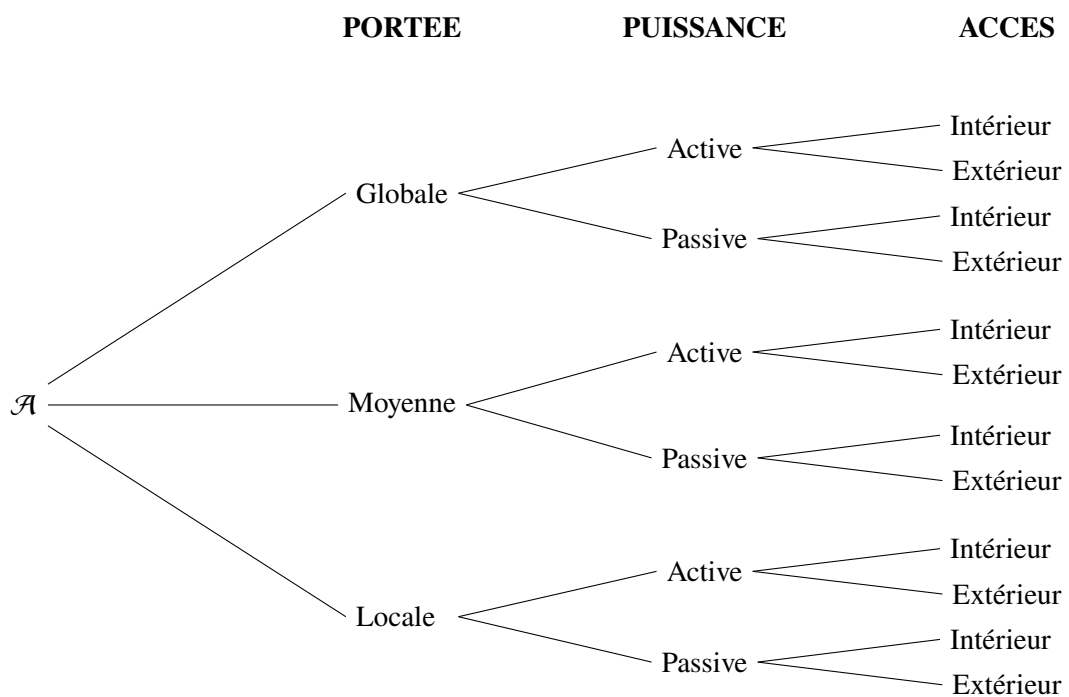 PORTEE PUISSANCE ACCES
Intérieur
Active
Extérieur
Globale
Intérieur
Passive
Extérieur
Intérieur
Active
Extérieur
𝒜 Moyenne
Intérieur
Passive
Extérieur
Intérieur
Active
Extérieur
Locale
Intérieur
Passive
Extérieur